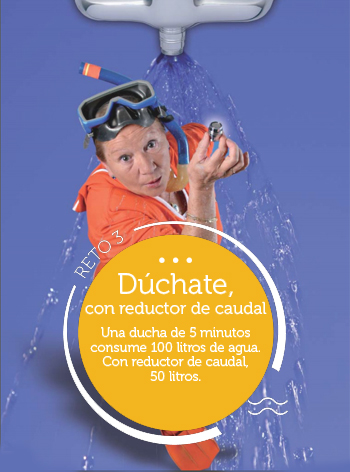 RETO 3
Dúchate,
con reductor de caudal
Una ducha de 5 minutos
consume 100 litros de agua.
Con reductor de caudal,
50 litros.